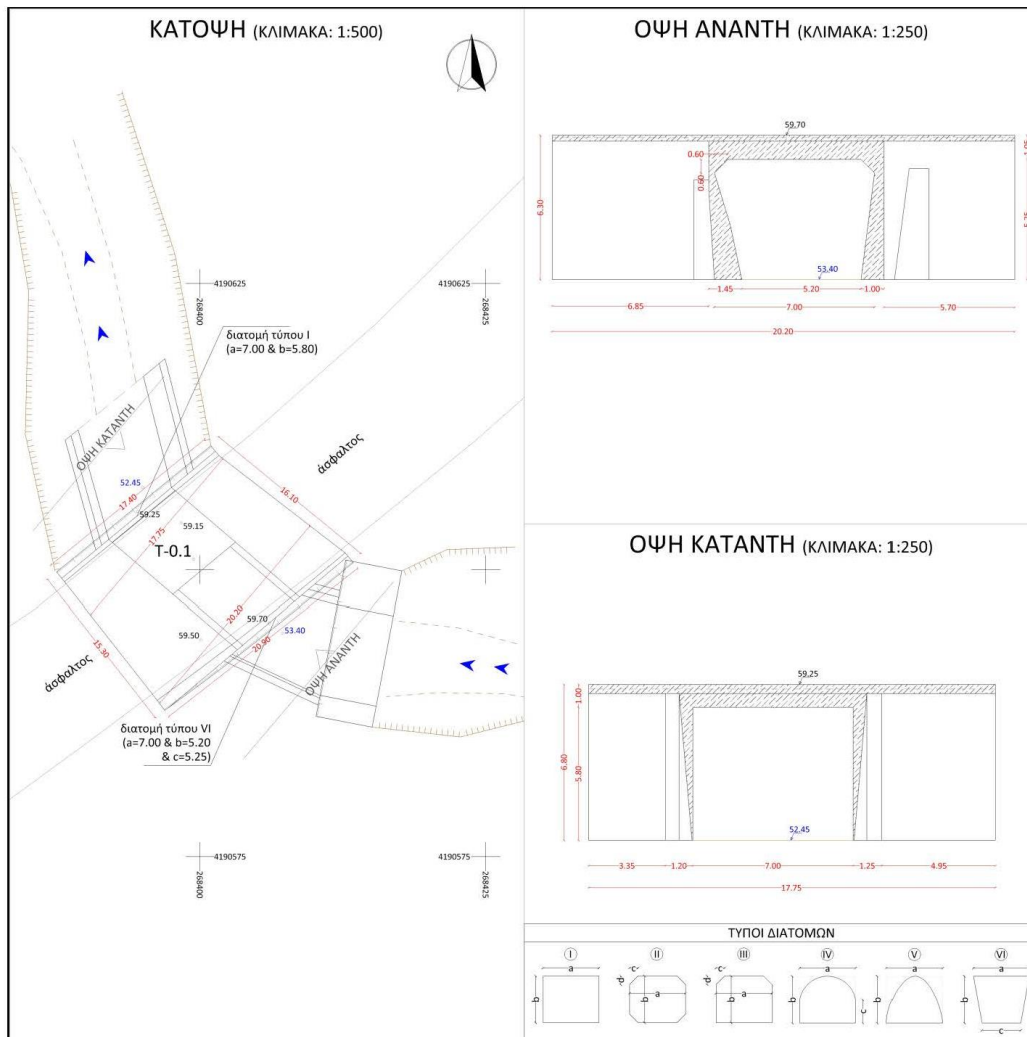 ΚΑΤΟΨΗ (ΚΛΙΜΑΚΑ: 1:500)
4190625
4190625
268400
268425
διατομή τύπου Ι
(a=7.00 & b=5.80)
ΟΨΗ ΚΑΤΑΝΤΗ
άσφαλτος
16.10
52.45
17.40
59.25
59.15
17.75
T-0.1
20.20
59.70
59.50
53.40
20.90
15.30
ΟΨΗ ΑΝΑΝΤΗ
άσφαλτος
διατομή τύπου VI
(a=7.00 & b=5.20
& c=5.25)
4190575
4190575
268400
268425
ΟΨΗ ΑΝΑΝΤΗ (ΚΛΙΜΑΚΑ: 1:250)
59.70
0.60
0.60
6.30
53.40
1.45
5.20
1.00
6.85
7.00
5.70
20.20
ΟΨΗ ΚΑΤΑΝΤΗ (ΚΛΙΜΑΚΑ: 1:250)
59.25
1.00
6.80
5.80
52.45
3.35
1.20
7.00
1.25
4.95
17.75
ΤΥΠΟΙ ΔΙΑΤΟΜΩΝ
I
II
III
IV
V
VI
a
b
c
d
a
b
c
d
a
b
a
b
c
a
b
a
b
c